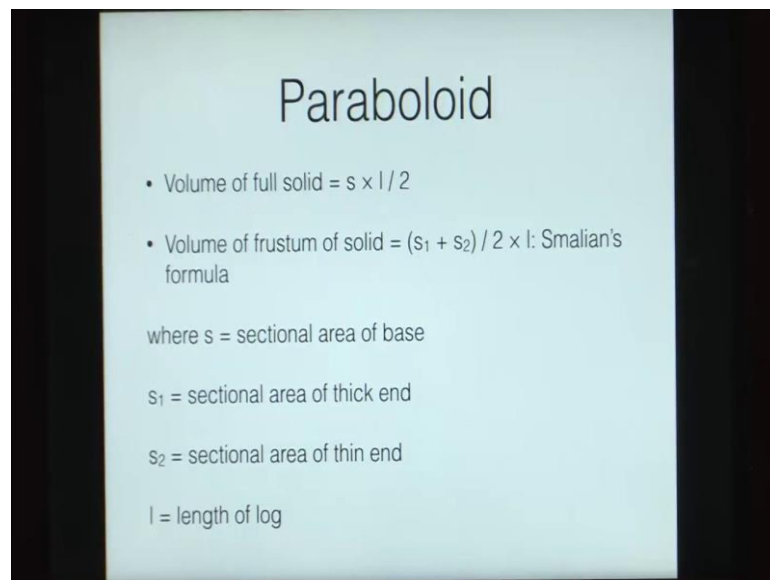 Paraboloid
• Volume of full solid = s x l / 2
• Volume of frustum of solid = (s₁ + s₂) / 2 × l: Smalian's
formula
where s = sectional area of base
s₁ = sectional area of thick end
s₂ = sectional area of thin end
l = length of log